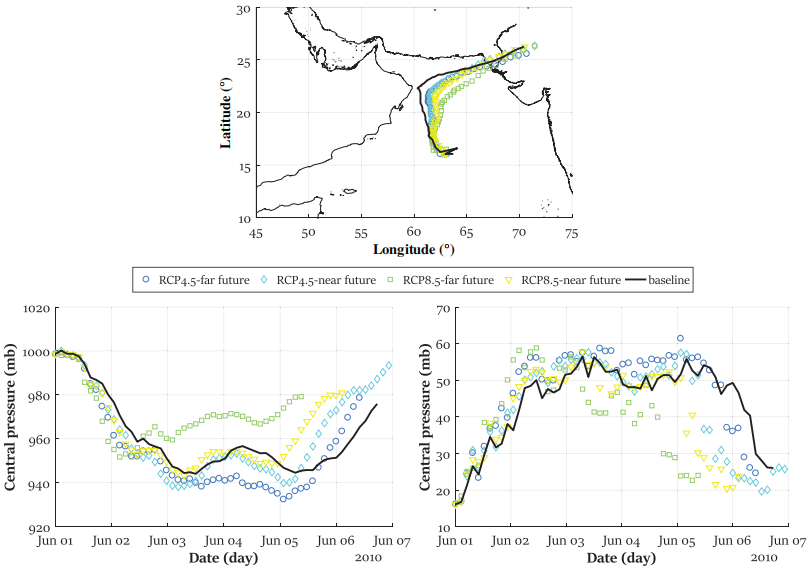 30
25
20
15
10
Latitude (°)
45 50 55 60 65 70 75
Longitude (°)
RCP4.5-far future RCP4.5-near future RCP8.5-far future RCP8.5-near future baseline
1020
1000
980
960
940
920
Central pressure (mb)
Jun 01 Jun 02 Jun 03 Jun 04 Jun 05 Jun 06 Jun 07
Date (day)
2010
70
60
50
40
30
20
10
Central pressure (mb)
Jun 01 Jun 02 Jun 03 Jun 04 Jun 05 Jun 06 Jun 07
Date (day)
2010